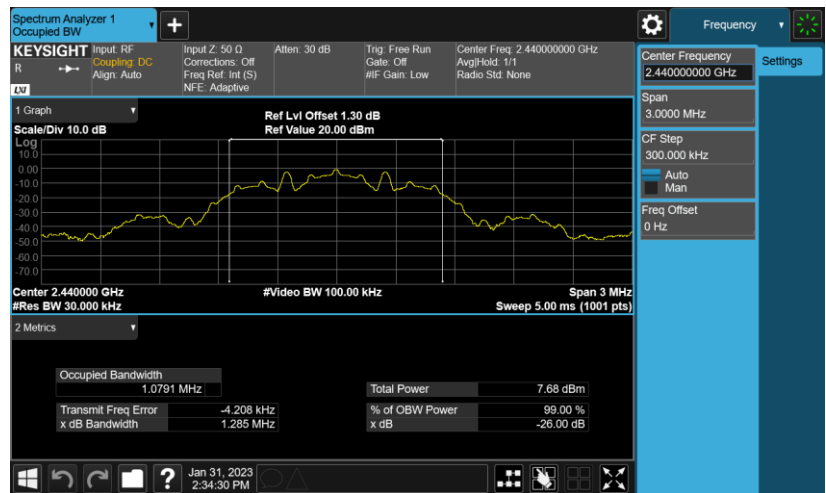 Spectrum Analyzer 1
Occupied BW
+
Frequency
KEYSIGHT
R
LXI
Input: RF
Coupling: DC
Align: Auto
Input Z: 50 Ω
Corrections: Off
Freq Ref: Int (S)
NFE: Adaptive
Atten: 30 dB
Trig: Free Run
Gate: Off
#IF Gain: Low
Center Freq: 2.440000000 GHz
Avg|Hold: 1/1
Radio Std: None
Center Frequency
2.440000000 GHz
Settings
Span
3.0000 MHz
CF Step
300.000 kHz
Auto
Man
Freq Offset
0 Hz
1 Graph
Scale/Div 10.0 dB
Ref Lvl Offset 1.30 dB
Ref Value 20.00 dBm
Log
10.0
0.00
-10.0
-20.0
-30.0
-40.0
-50.0
-60.0
-70.0
Center 2.440000 GHz
#Video BW 100.00 kHz
Span 3 MHz
#Res BW 30.000 kHz
Sweep 5.00 ms (1001 pts)
2 Metrics
Occupied Bandwidth
1.0791 MHz
Total Power 7.68 dBm
Transmit Freq Error -4.208 kHz
% of OBW Power 99.00 %
x dB Bandwidth 1.285 MHz
x dB -26.00 dB
?
Jan 31, 2023
2:34:30 PM